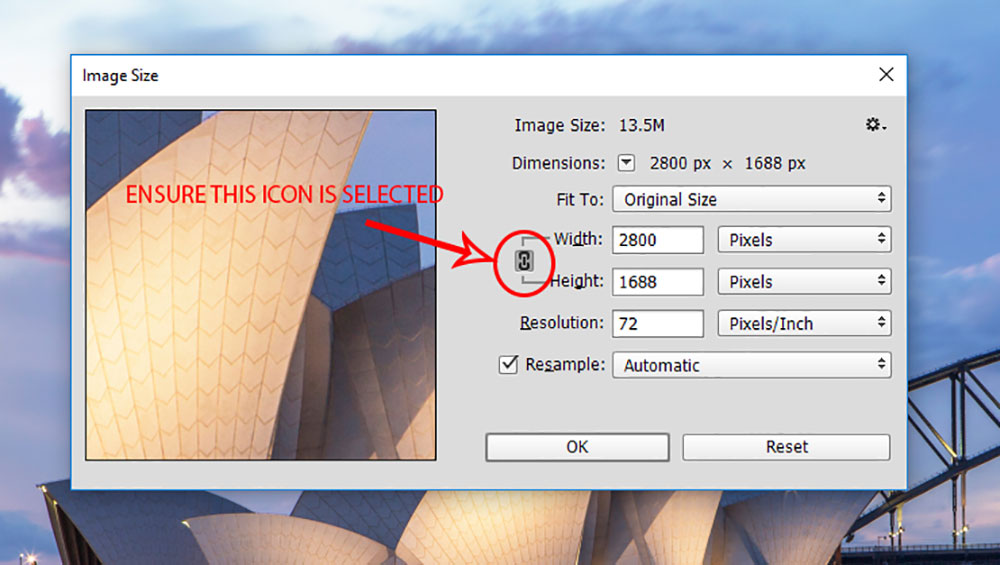 Image Size
Image Size: 13.5M
Dimensions: 2800 px × 1688 px
ENSURE THIS ICON IS SELECTED
Fit To: Original Size
Width: 2800 Pixels
Height: 1688 Pixels
Resolution: 72 Pixels/Inch
Resample: Automatic
OK Reset